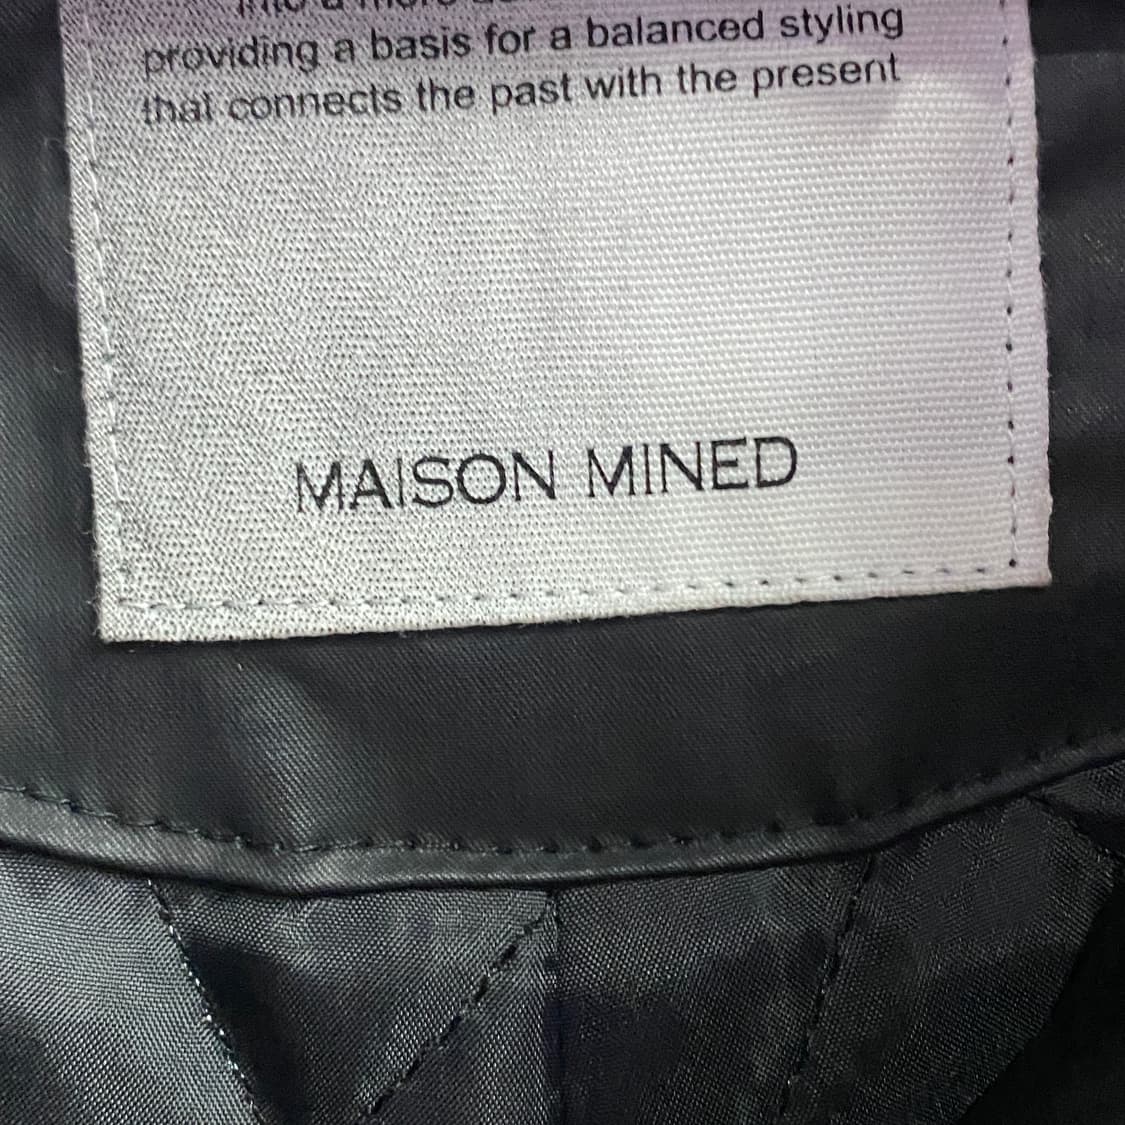 providing a basis for a balanced styling
that connects the past with the present
MAISON MINED